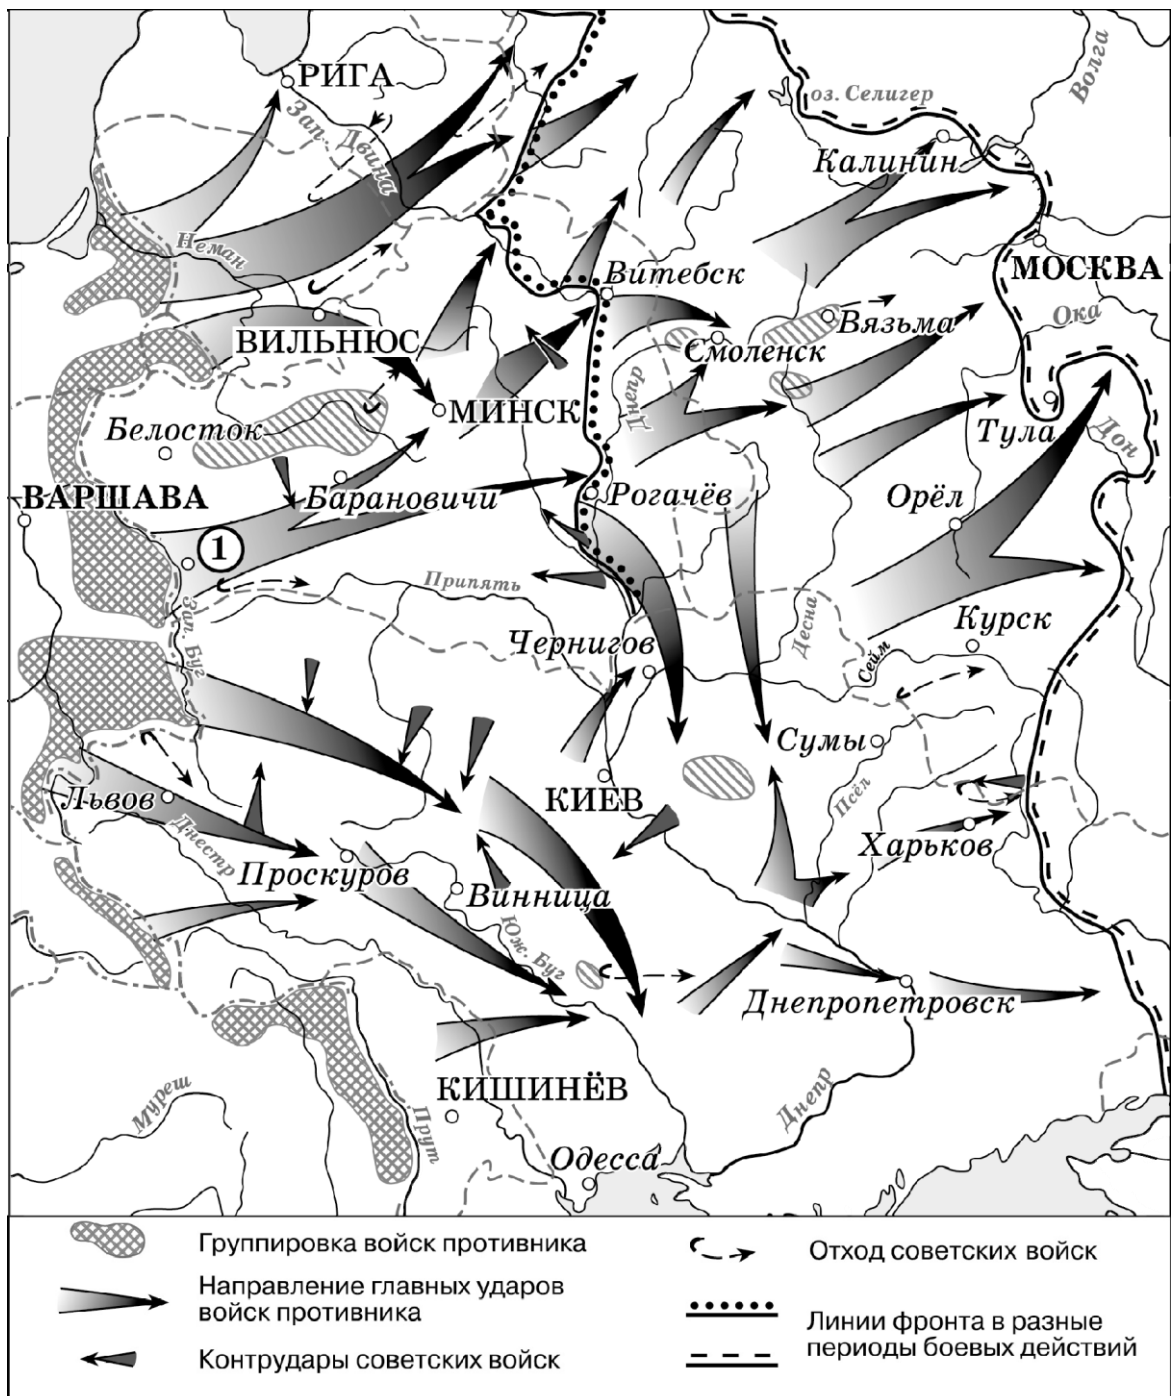 РИГА
Зап. Двина
оз. Селигер
Волга
Калинин
Неман
Витебск
МОСКВА
ВИЛЬНЮС
Вязьма
Ока
Смоленск
Днепр
МИНСК
Белосток
Тула
Дон
Барановичи
ВАРШАВА
Рогачёв
Орёл
1
Припять
Зап. Буг
Десна
Курск
Чернигов
Сейм
Сумы
КИЕВ
Псёл
Львов
Днестр
Харьков
Проскуров
Винница
Юж. Буг
Днепропетровск
КИШИНЁВ
Днепр
Муреш
Прут
Одесса
Группировка войск противника
Направление главных ударов
войск противника
Контрудары советских войск
Отход советских войск
Линии фронта в разные
периоды боевых действий